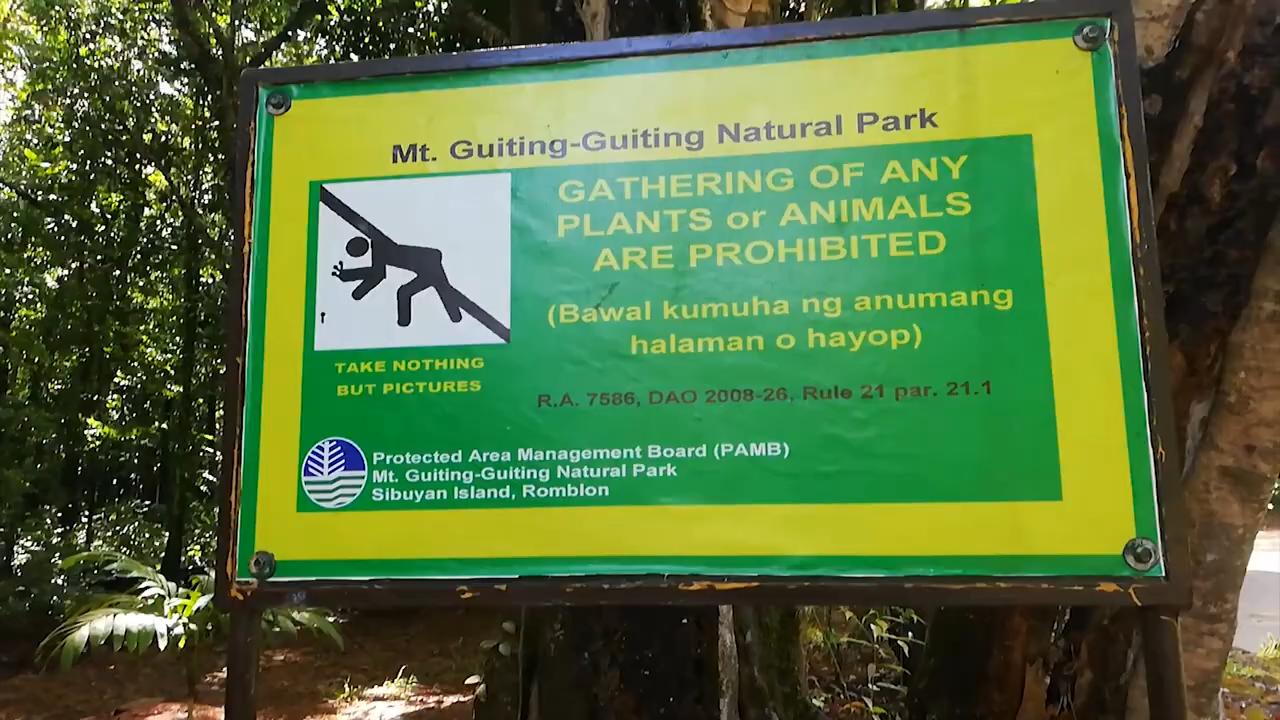 Mt. Guiting-Guiting Natural Park
GATHERING OF ANY
PLANTS or ANIMALS
ARE PROHIBITED
(Bawal kumuha ng anumang
halaman o hayop)
TAKE NOTHING
BUT PICTURES
R.A. 7586, DAO 2008-26, Rule 21 par. 21.1
Protected Area Management Board (PAMB)
Mt. Guiting-Guiting Natural Park
Sibuyan Island, Romblon